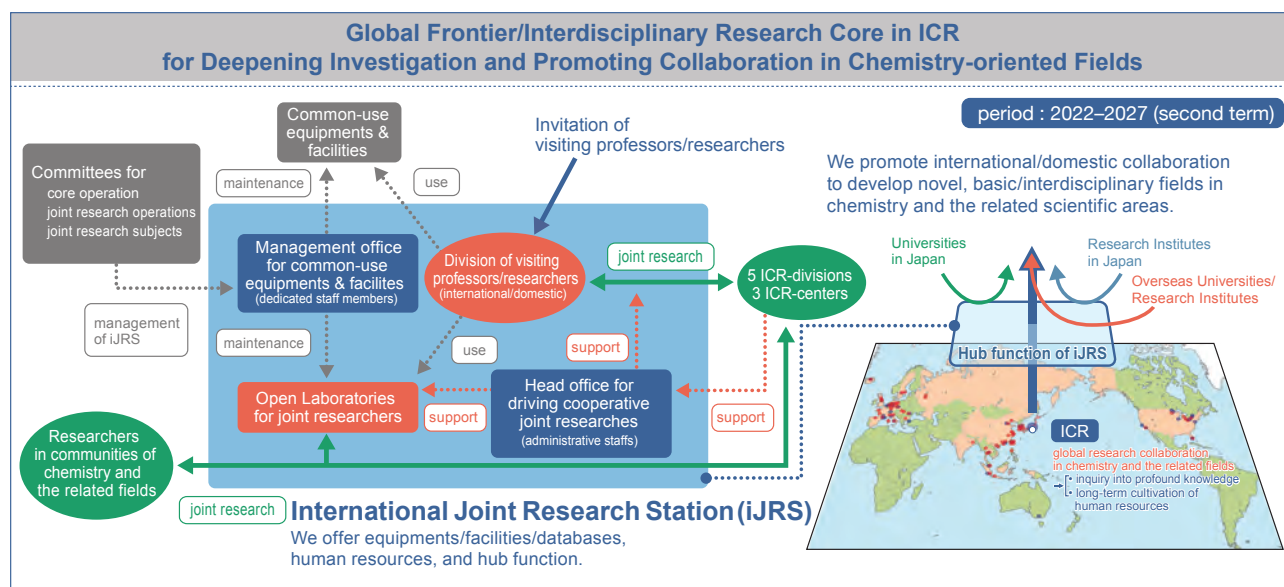 Global Frontier/Interdisciplinary Research Core in ICR
for Deepening Investigation and Promoting Collaboration in Chemistry-oriented Fields
period : 2022–2027 (second term)
We promote international/domestic collaboration
to develop novel, basic/interdisciplinary fields in
chemistry and the related scientific areas.
Common-use
equipments &
facilities
Invitation of
visiting professors/researchers
Committees for
core operation
joint research operations
joint research subjects
maintenance
use
Management office
for common-use
equipments & facilites
(dedicated staff members)
Division of visiting
professors/researchers
(international/domestic)
joint research
5 ICR-divisions
3 ICR-centers
management
of iJRS
maintenance
use
support
Open Laboratories
for joint researchers
support
Head office for
driving cooperative
joint researches
(administrative staffs)
support
Researchers
in communities of
chemistry and
the related fields
joint research
International Joint Research Station (iJRS)
We offer equipments/facilities/databases,
human resources, and hub function.
Universities
in Japan
Research Institutes
in Japan
Overseas Universities/
Research Institutes
Hub function of iJRS
ICR
global research collaboration
in chemistry and the related fields
• inquiry into profound knowledge
• long-term cultivation of
human resources